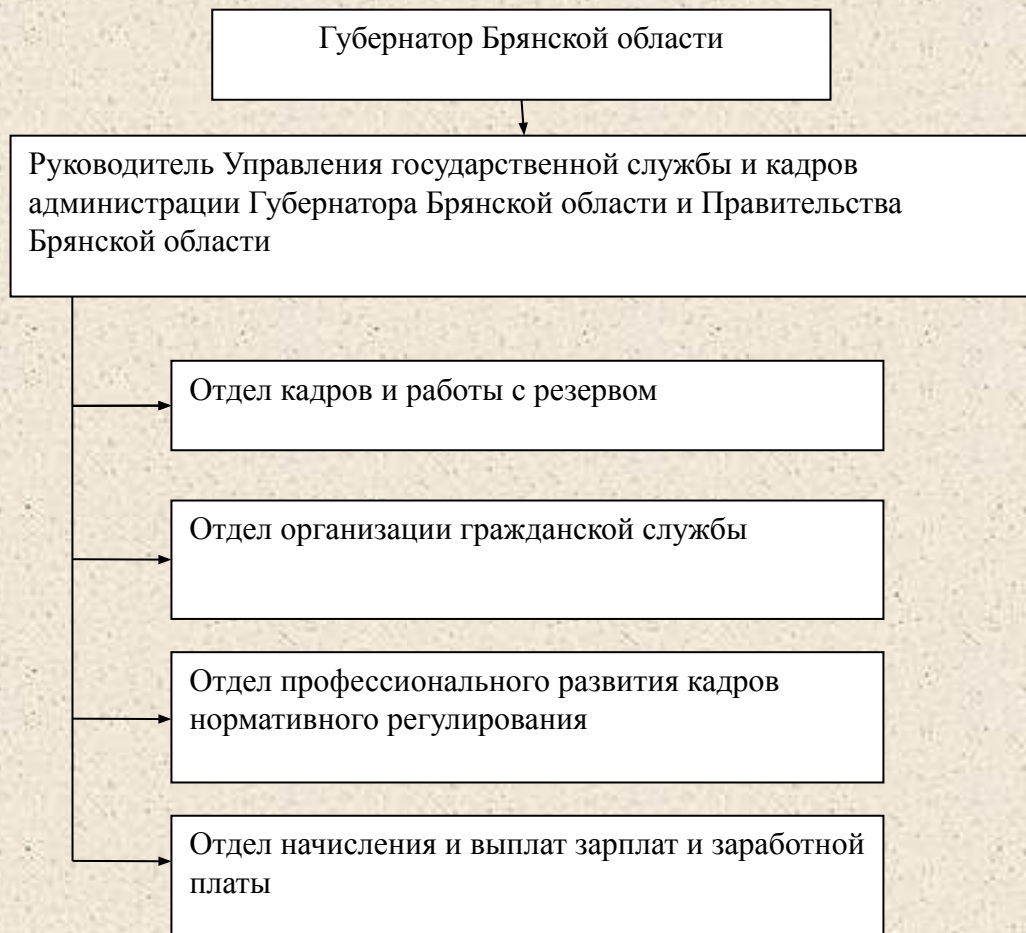 Губернатор Брянской области
Руководитель Управления государственной службы и кадров
администрации Губернатора Брянской области и Правительства
Брянской области
Отдел кадров и работы с резервом
Отдел организации гражданской службы
Отдел профессионального развития кадров
нормативного регулирования
Отдел начисления и выплат зарплат и заработной
платы